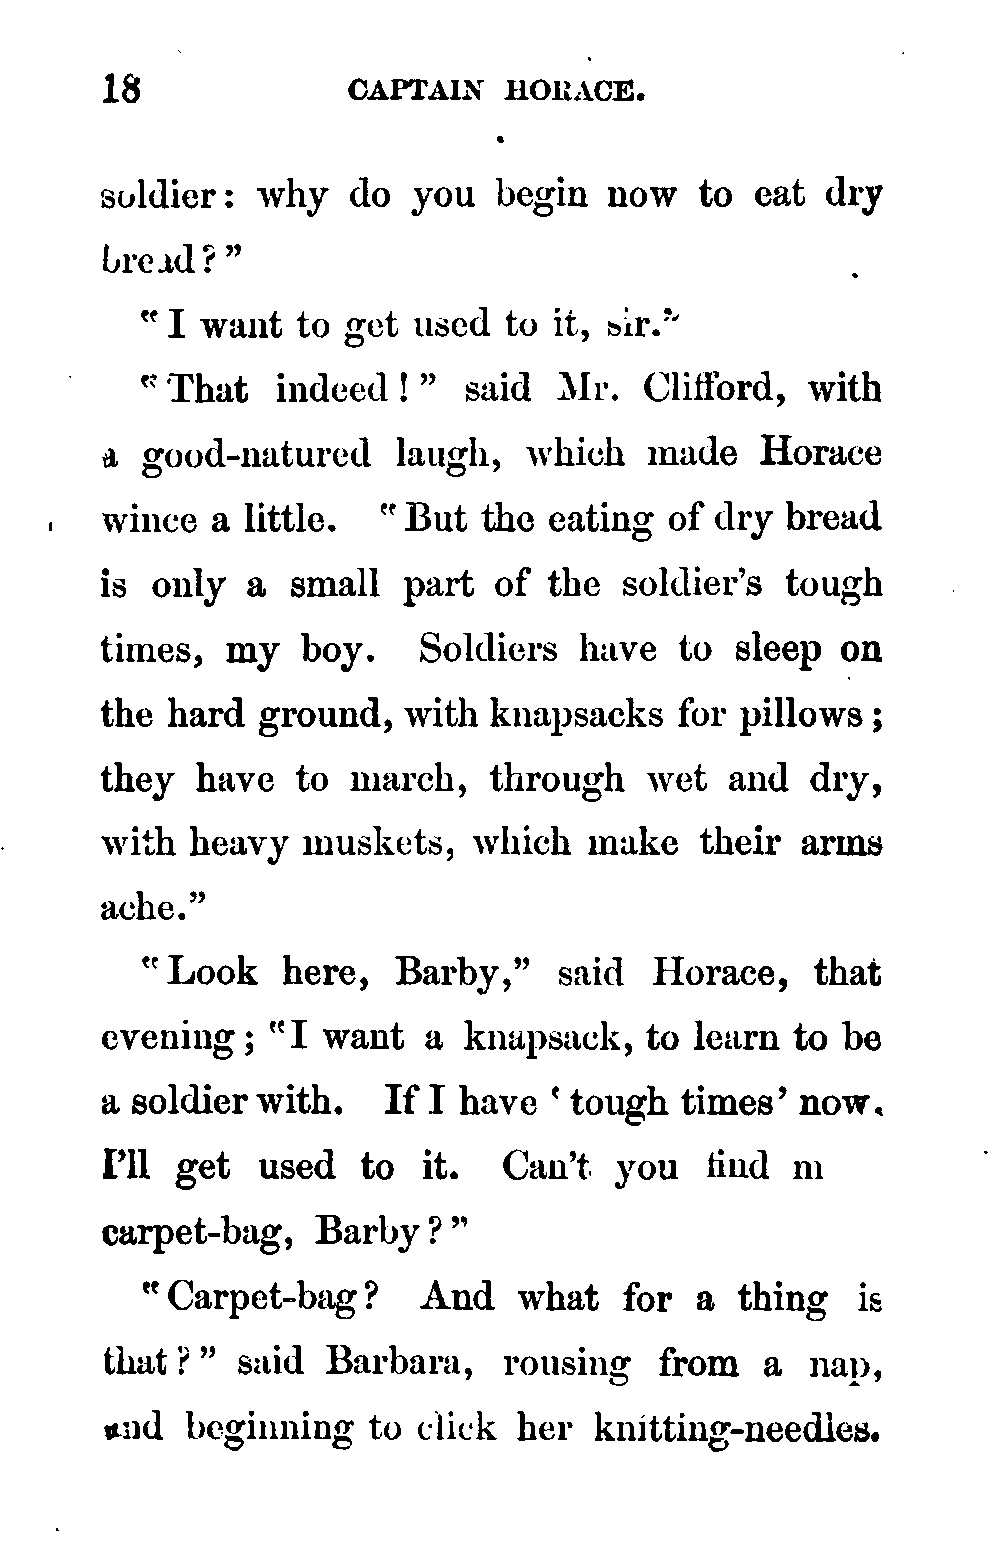 18 CAPTAIN HORACE.
soldier: why do you begin now to eat dry
bread?"
"I want to get used to it, sir."
"That indeed!" said Mr. Clifford, with
a good-natured laugh, which made Horace
wince a little. "But the eating of dry bread
is only a small part of the soldier's tough
times, my boy. Soldiers have to sleep on
the hard ground, with knapsacks for pillows;
they have to march, through wet and dry,
with heavy muskets, which make their arms
ache."
"Look here, Barby," said Horace, that
evening; "I want a knapsack, to learn to be
a soldier with. If I have 'tough times' now,
I'll get used to it. Can't you find m
carpet-bag, Barby?"
"Carpet-bag? And what for a thing is
that?" said Barbara, rousing from a nap,
and beginning to click her knitting-needles.